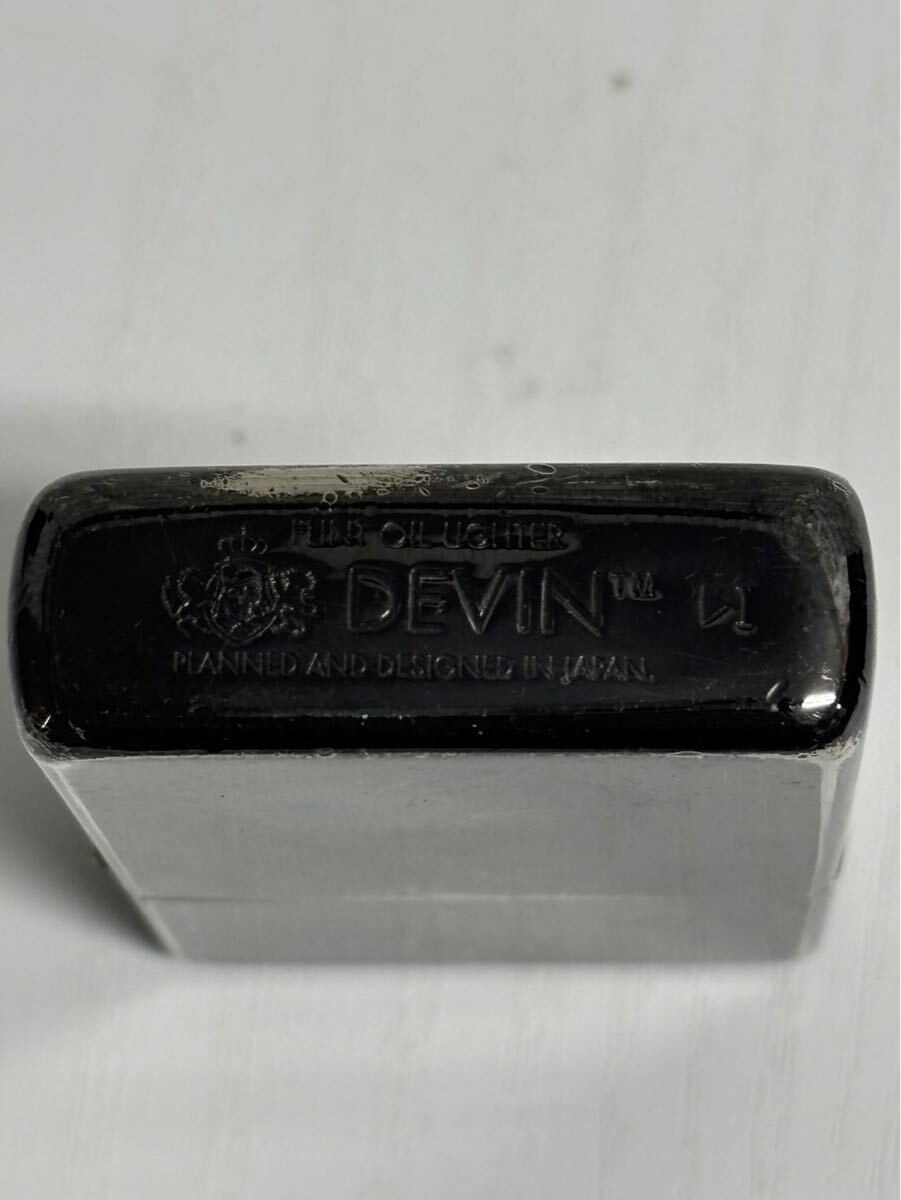 FLINT OIL LIGHTER
DEVIN™
PLANNED AND DESIGNED IN JAPAN.